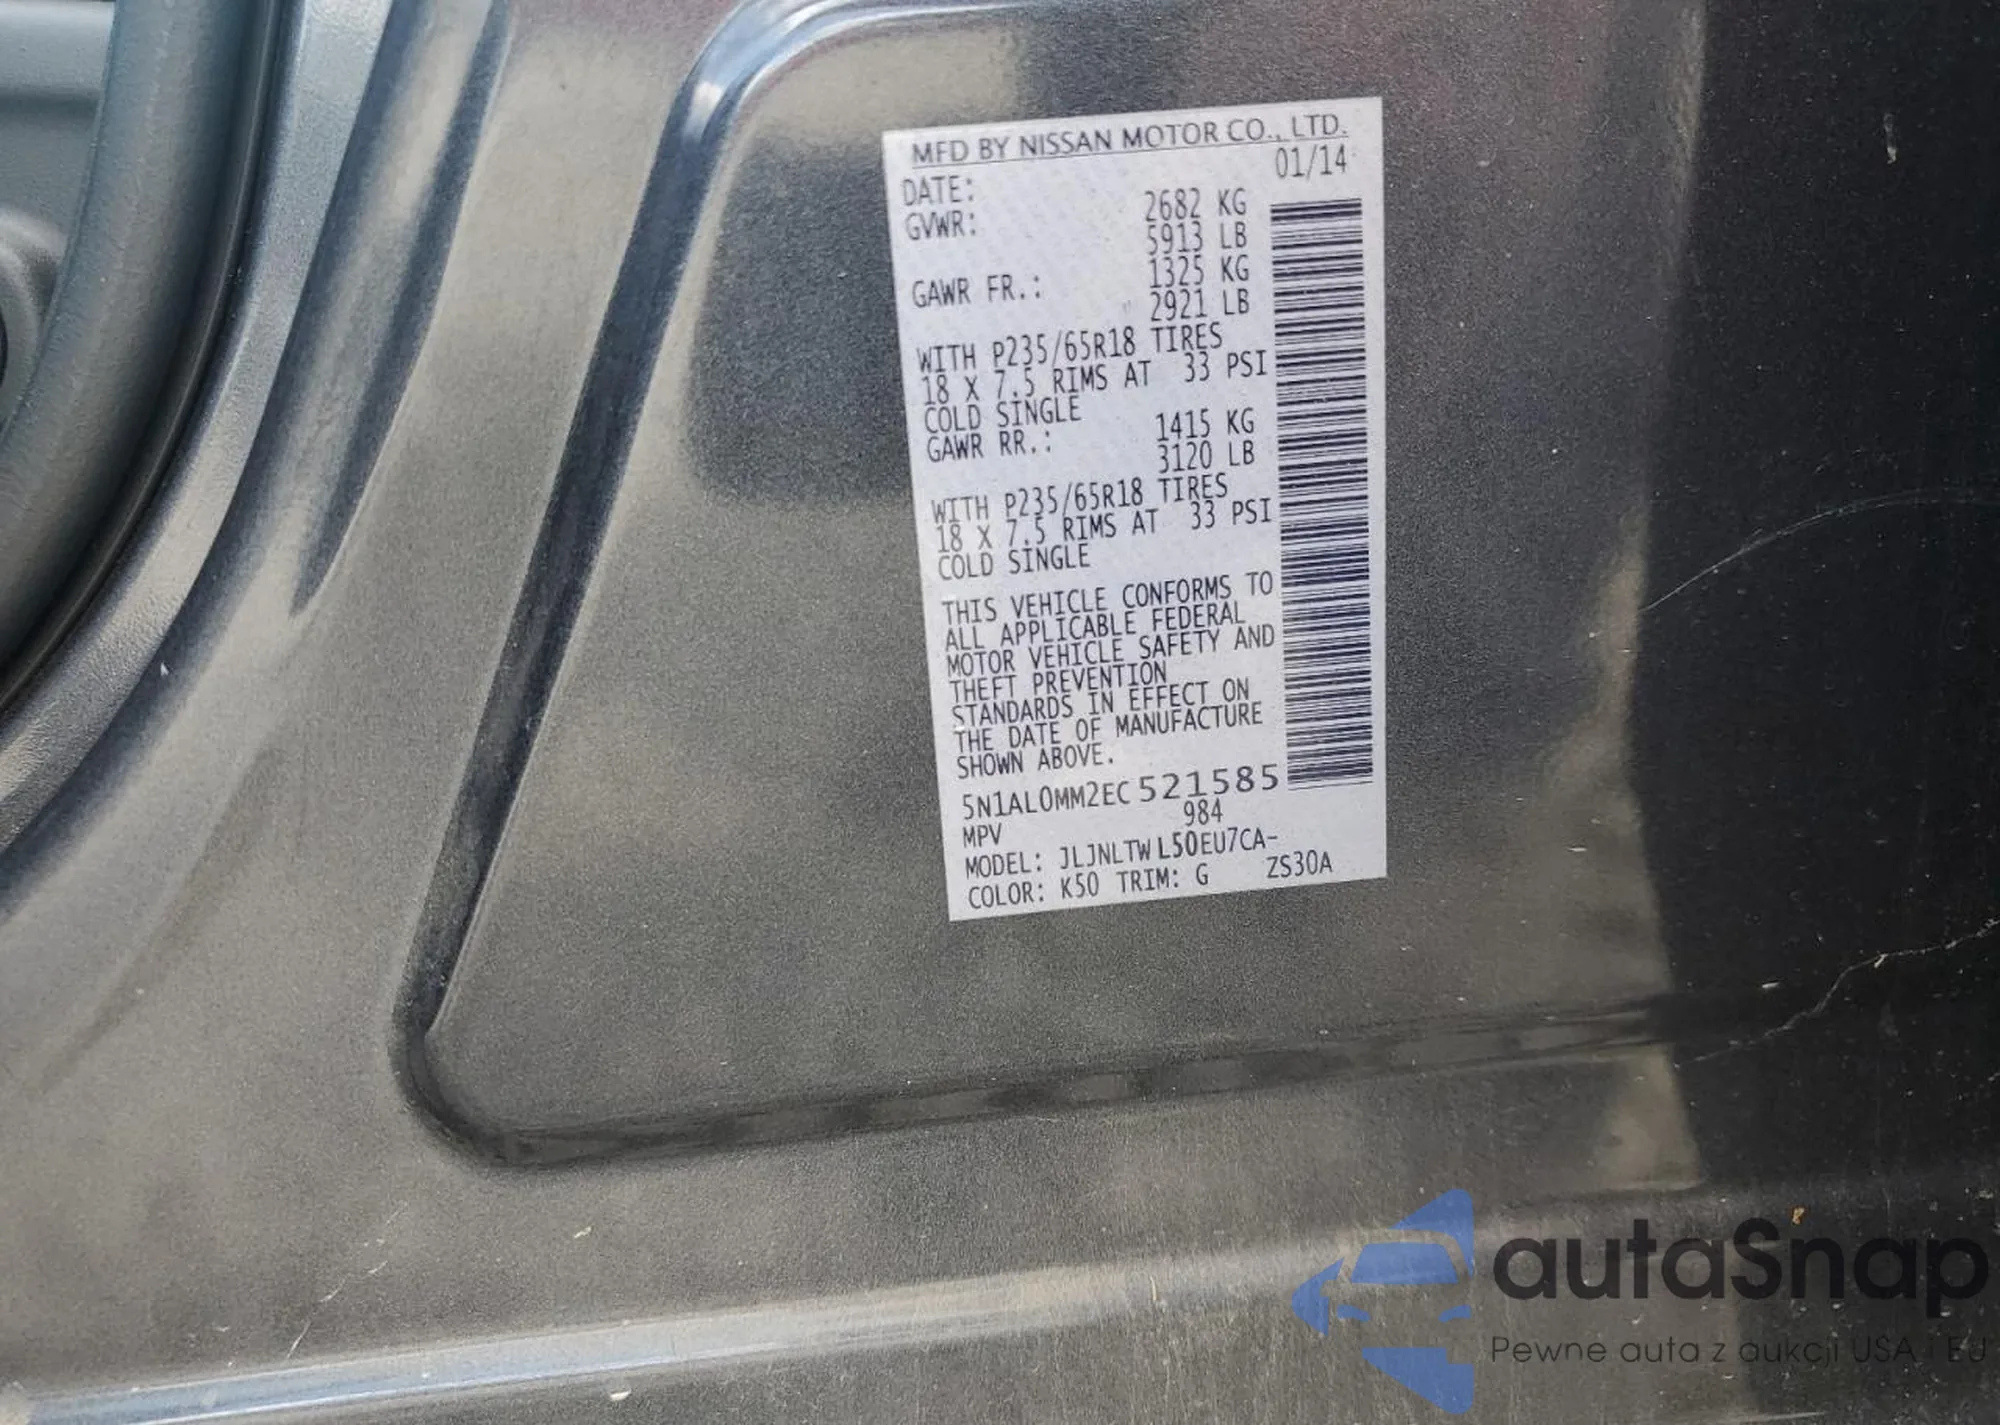 MFD BY NISSAN MOTOR CO., LTD.
DATE: 01/14
GVWR: 2682 KG
5913 LB
GAWR FR.: 1325 KG
2921 LB
WITH P235/65R18 TIRES
18 X 7.5 RIMS AT 33 PSI
COLD SINGLE
GAWR RR.: 1415 KG
3120 LB
WITH P235/65R18 TIRES
18 X 7.5 RIMS AT 33 PSI
COLD SINGLE
THIS VEHICLE CONFORMS TO
ALL APPLICABLE FEDERAL
MOTOR VEHICLE SAFETY AND
THEFT PREVENTION
STANDARDS IN EFFECT ON
THE DATE OF MANUFACTURE
SHOWN ABOVE.
5N1AL0MM2EC521585
MPV 984
MODEL: JLJNLTWL50EU7CA-
COLOR: K50 TRIM: G ZS30A
autaSnap
Pewne auta z aukcji USA i EU